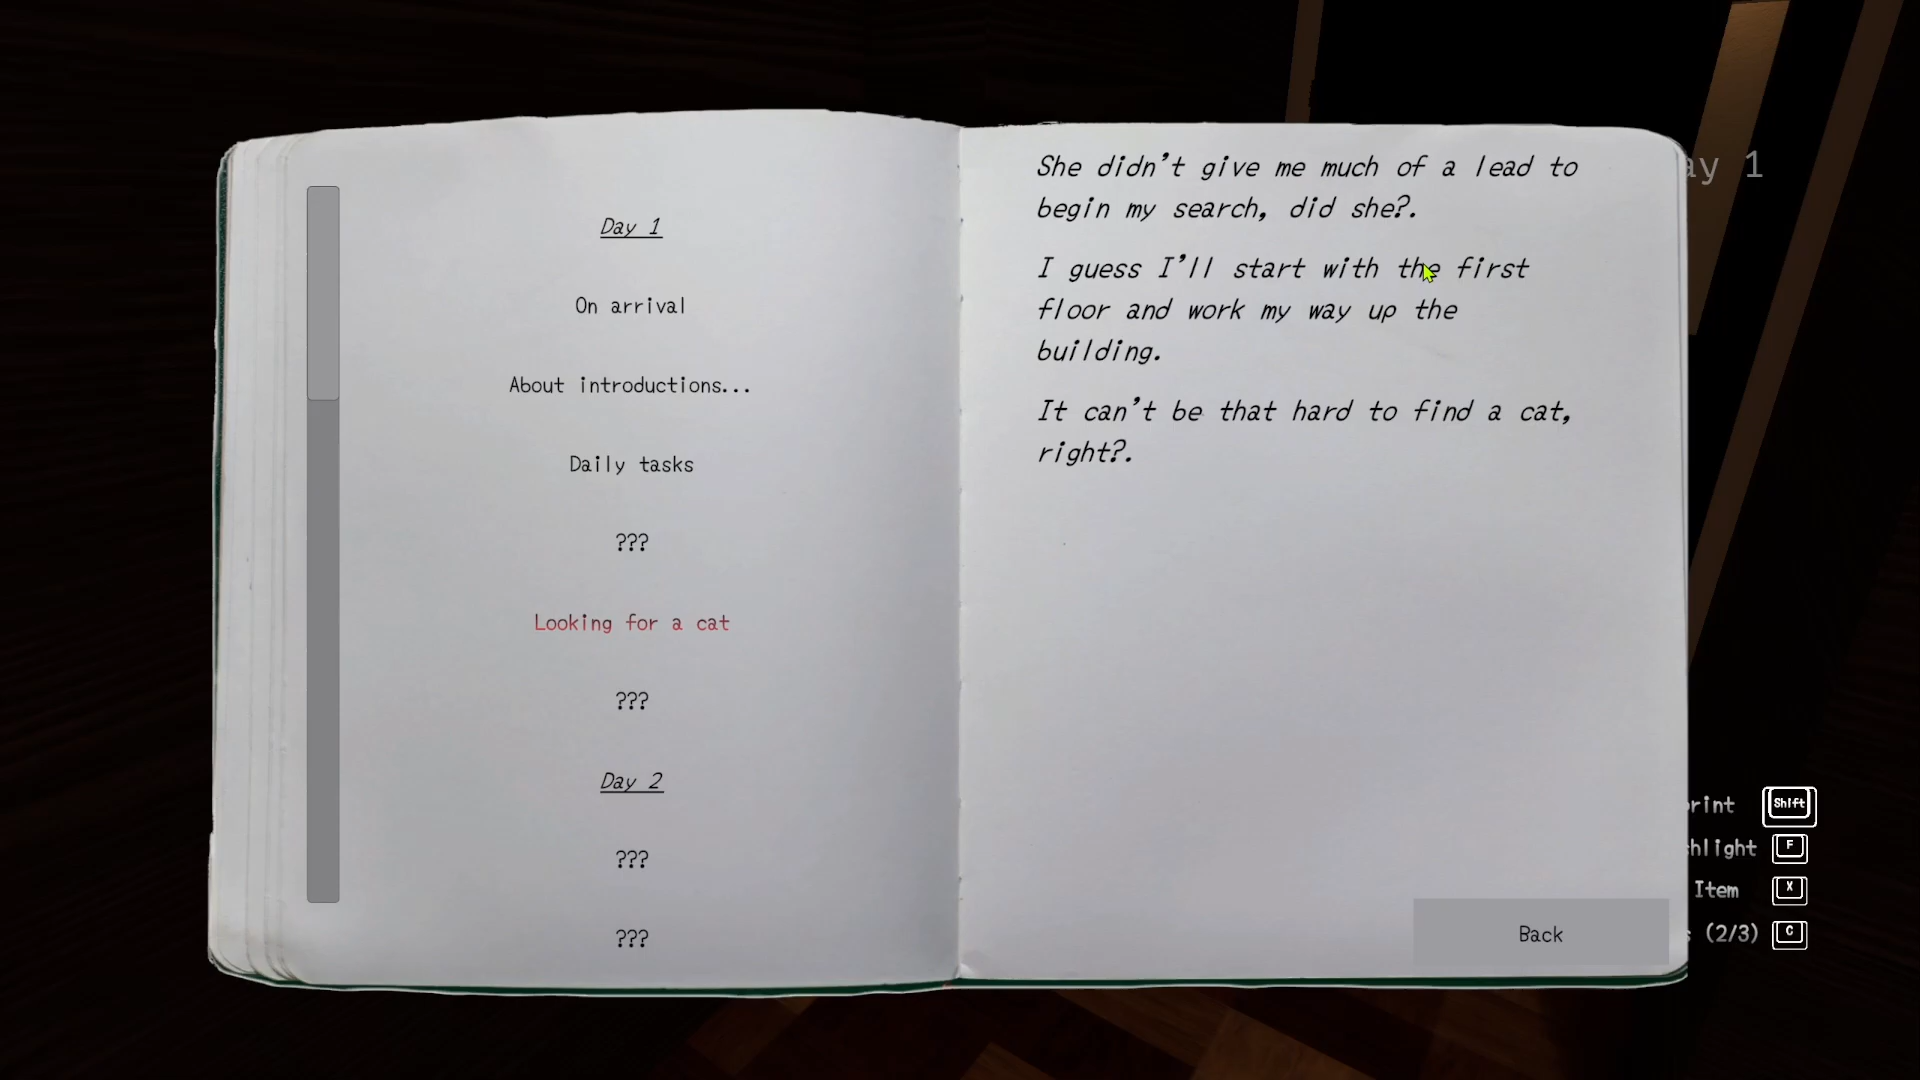 Day 1
On arrival
About introductions...
Daily tasks
???
Looking for a cat
???
Day 2
???
???
She didn't give me much of a lead to
begin my search, did she?.
I guess I'll start with the first
floor and work my way up the
building.
It can't be that hard to find a cat,
right?.
Back
ay 1
print Shift
hlight F
Item X
s (2/3) C